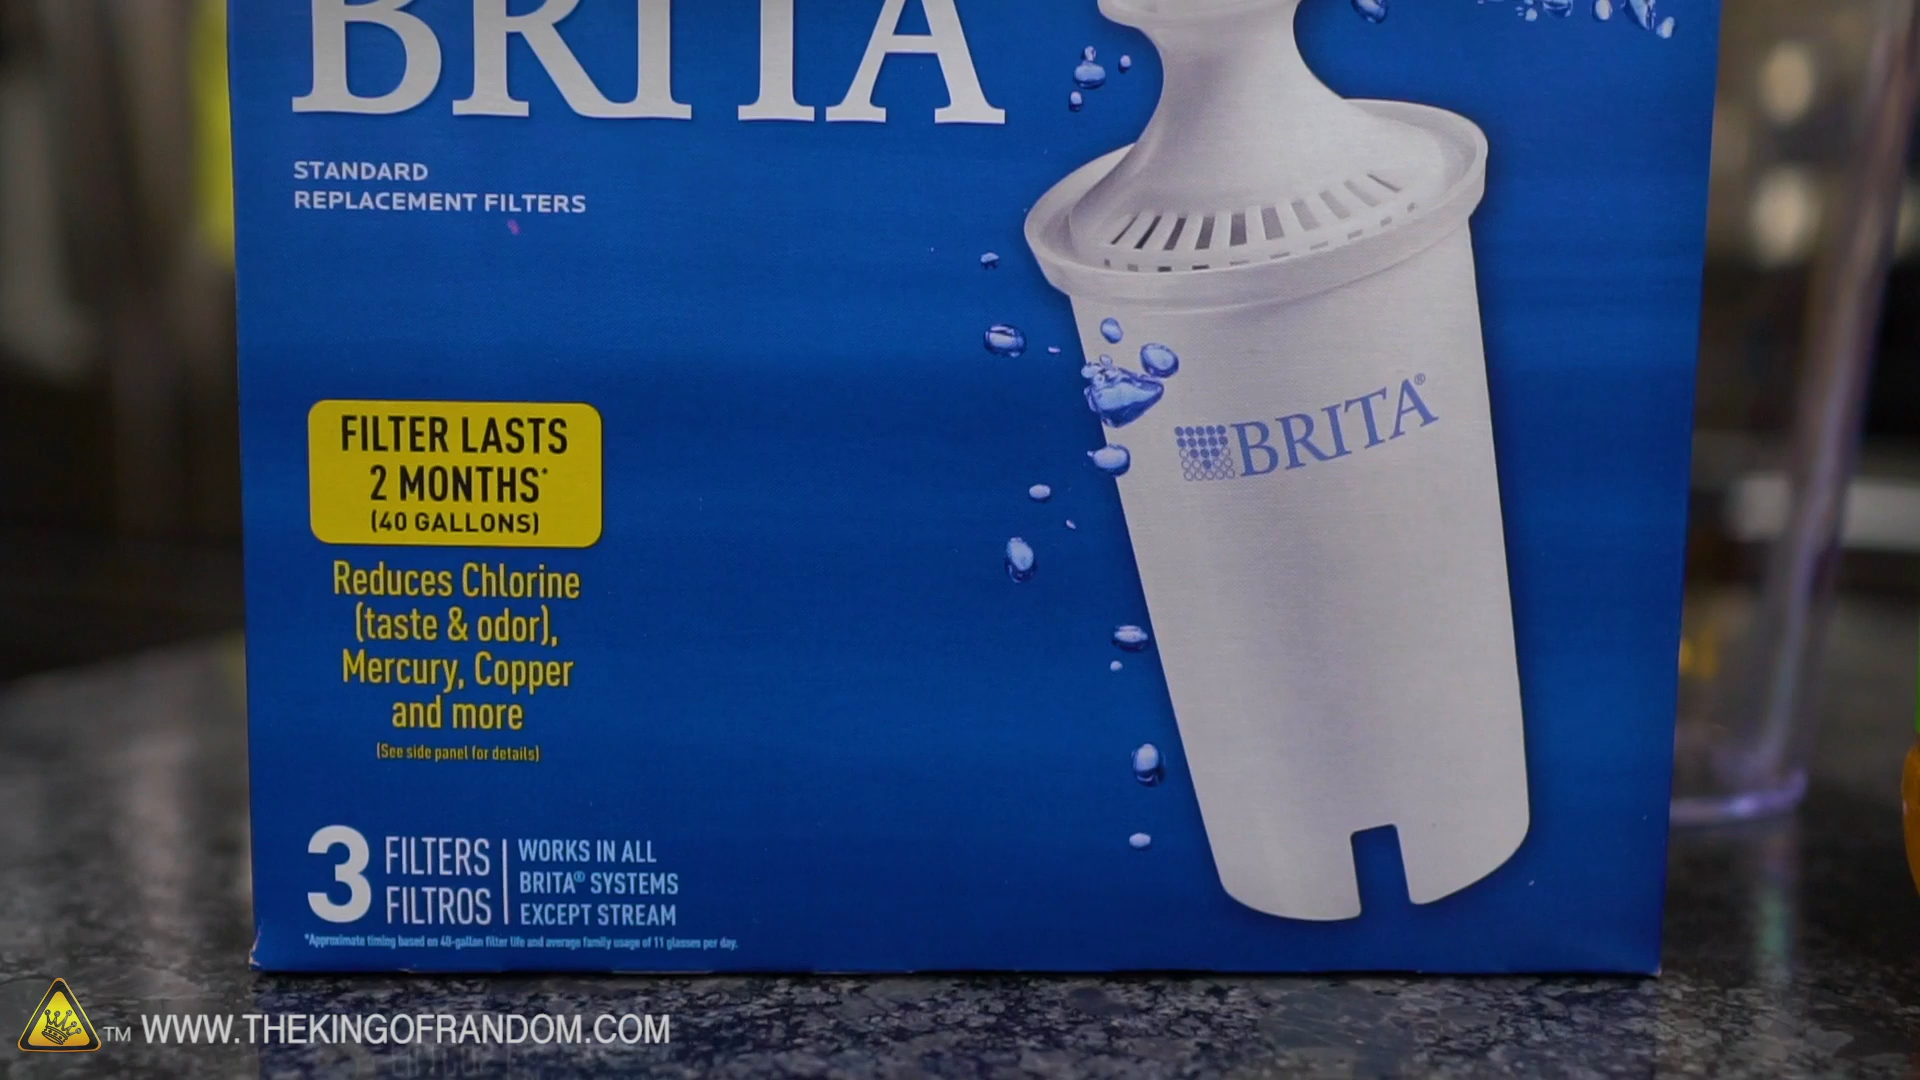 BRITA
STANDARD
REPLACEMENT FILTERS
BRITA®
FILTER LASTS
2 MONTHS*
(40 GALLONS)
Reduces Chlorine
(taste & odor),
Mercury, Copper
and more
(See side panel for details)
3 FILTERS
FILTROS
WORKS IN ALL
BRITA® SYSTEMS
EXCEPT STREAM
*Approximate timing based on 40-gallon filter life and average family usage of 11 glasses per day.
TM WWW.THEKINGOFRANDOM.COM